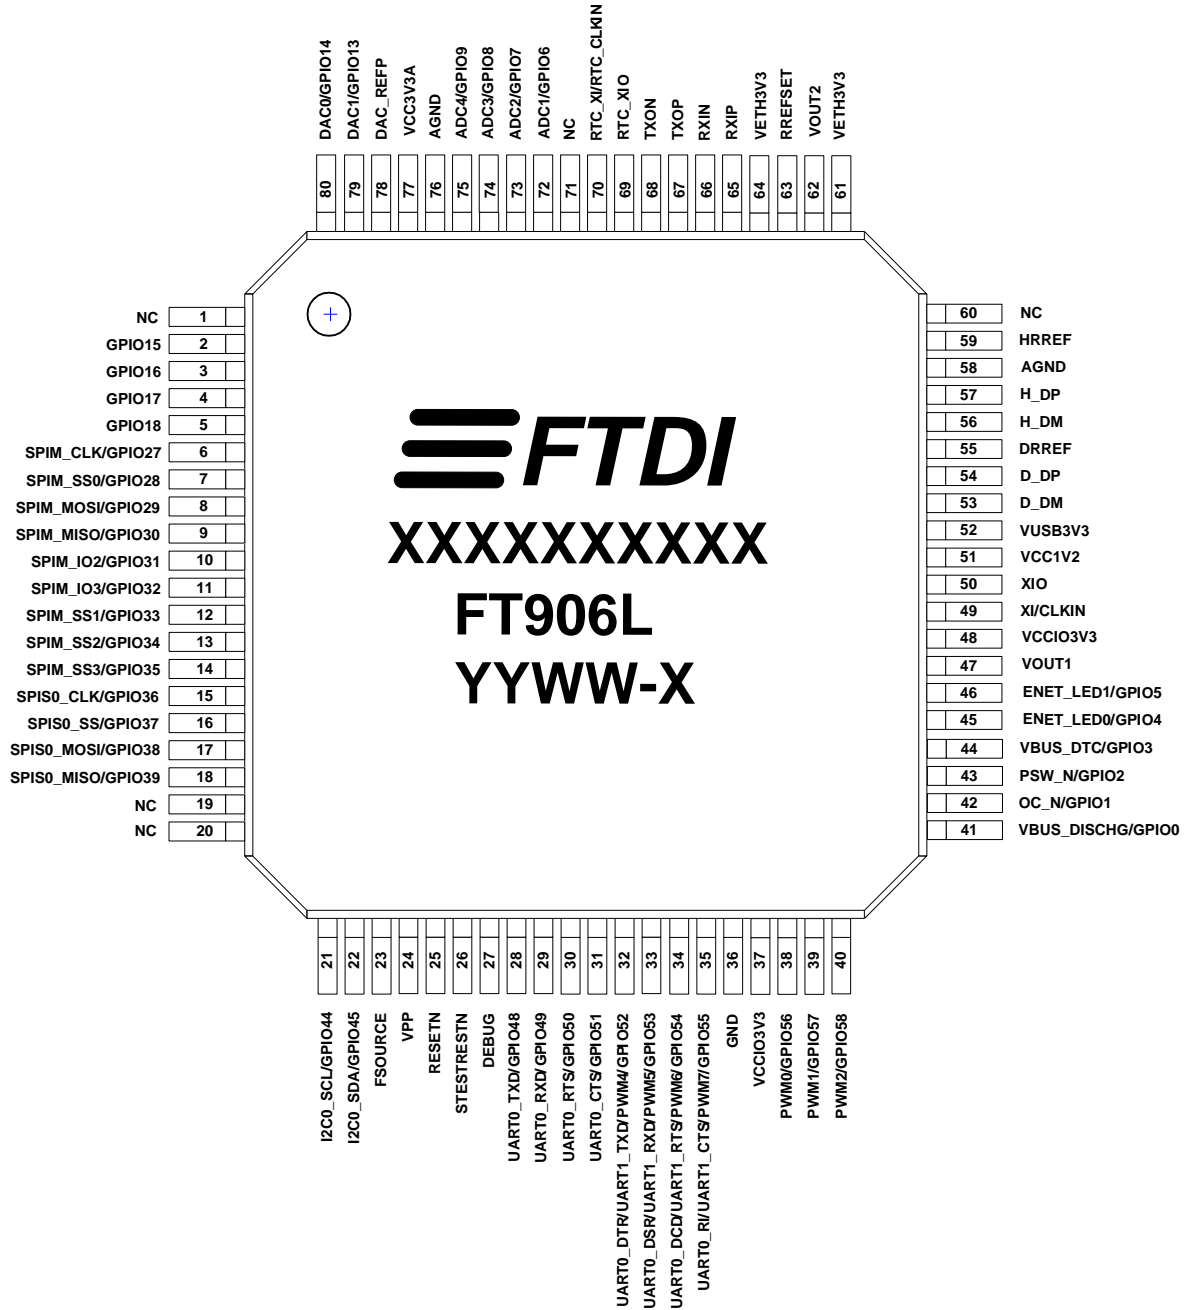 DAC0/GPIO14
DAC1/GPIO13
DAC_REFP
VCC3V3A
AGND
ADC4/GPIO9
ADC3/GPIO8
ADC2/GPIO7
ADC1/GPIO6
NC
RTC_XI/RTC_CLKIN
RTC_XIO
TXON
TXOP
RXIN
RXIP
VETH3V3
RREFSET
VOUT2
VETH3V3
80
79
78
77
76
75
74
73
72
71
70
69
68
67
66
65
64
63
62
61
NC 1
GPIO15 2
GPIO16 3
GPIO17 4
GPIO18 5
SPIM_CLK/GPIO27 6
SPIM_SS0/GPIO28 7
SPIM_MOSI/GPIO29 8
SPIM_MISO/GPIO30 9
SPIM_IO2/GPIO31 10
SPIM_IO3/GPIO32 11
SPIM_SS1/GPIO33 12
SPIM_SS2/GPIO34 13
SPIM_SS3/GPIO35 14
SPIS0_CLK/GPIO36 15
SPIS0_SS/GPIO37 16
SPIS0_MOSI/GPIO38 17
SPIS0_MISO/GPIO39 18
NC 19
NC 20
FTDI
XXXXXXXXXX
FT906L
YYWW-X
60 NC
59 HRREF
58 AGND
57 H_DP
56 H_DM
55 DRREF
54 D_DP
53 D_DM
52 VUSB3V3
51 VCC1V2
50 XIO
49 XI/CLKIN
48 VCCIO3V3
47 VOUT1
46 ENET_LED1/GPIO5
45 ENET_LED0/GPIO4
44 VBUS_DTC/GPIO3
43 PSW_N/GPIO2
42 OC_N/GPIO1
41 VBUS_DISCHG/GPIO0
21
22
23
24
25
26
27
28
29
30
31
32
33
34
35
36
37
38
39
40
I2C0_SCL/GPIO44
I2C0_SDA/GPIO45
FSOURCE
VPP
RESETN
STESTRESTN
DEBUG
UART0_TXD/GPIO48
UART0_RXD/GPIO49
UART0_RTS/GPIO50
UART0_CTS/GPIO51
UART0_DTR/UART1_TXD/PWM4/GPIO52
UART0_DSR/UART1_RXD/PWM5/GPIO53
UART0_DCD/UART1_RTS/PWM6/GPIO54
UART0_RI/UART1_CTS/PWM7/GPIO55
GND
VCCIO3V3
PWM0/GPIO56
PWM1/GPIO57
PWM2/GPIO58